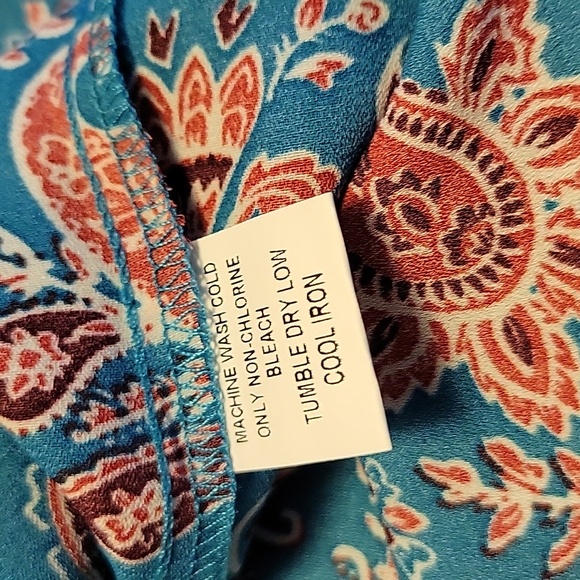 MACHINE WASH COLD
ONLY NON-CHLORINE
BLEACH
TUMBLE DRY LOW
COOL IRON